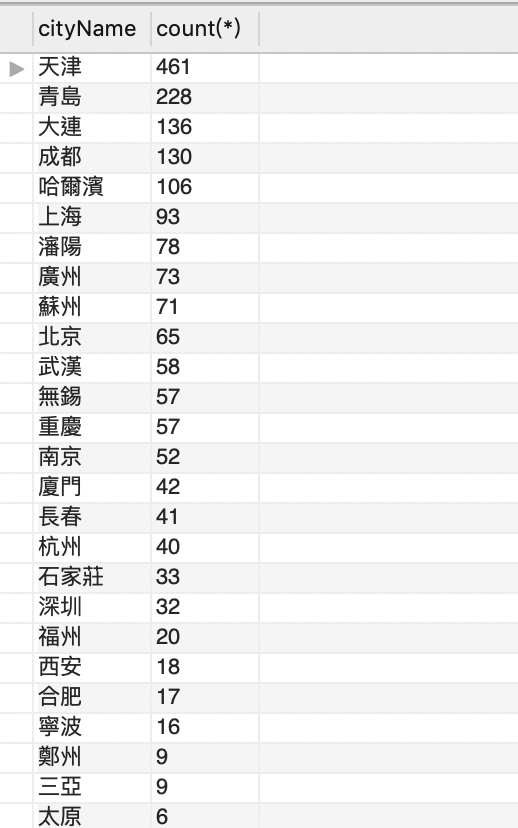 cityName count(*)
天津 461
青島 228
大連 136
成都 130
哈爾濱 106
上海 93
瀋陽 78
廣州 73
蘇州 71
北京 65
武漢 58
無錫 57
重慶 57
南京 52
廈門 42
長春 41
杭州 40
石家莊 33
深圳 32
福州 20
西安 18
合肥 17
寧波 16
鄭州 9
三亞 9
太原 6